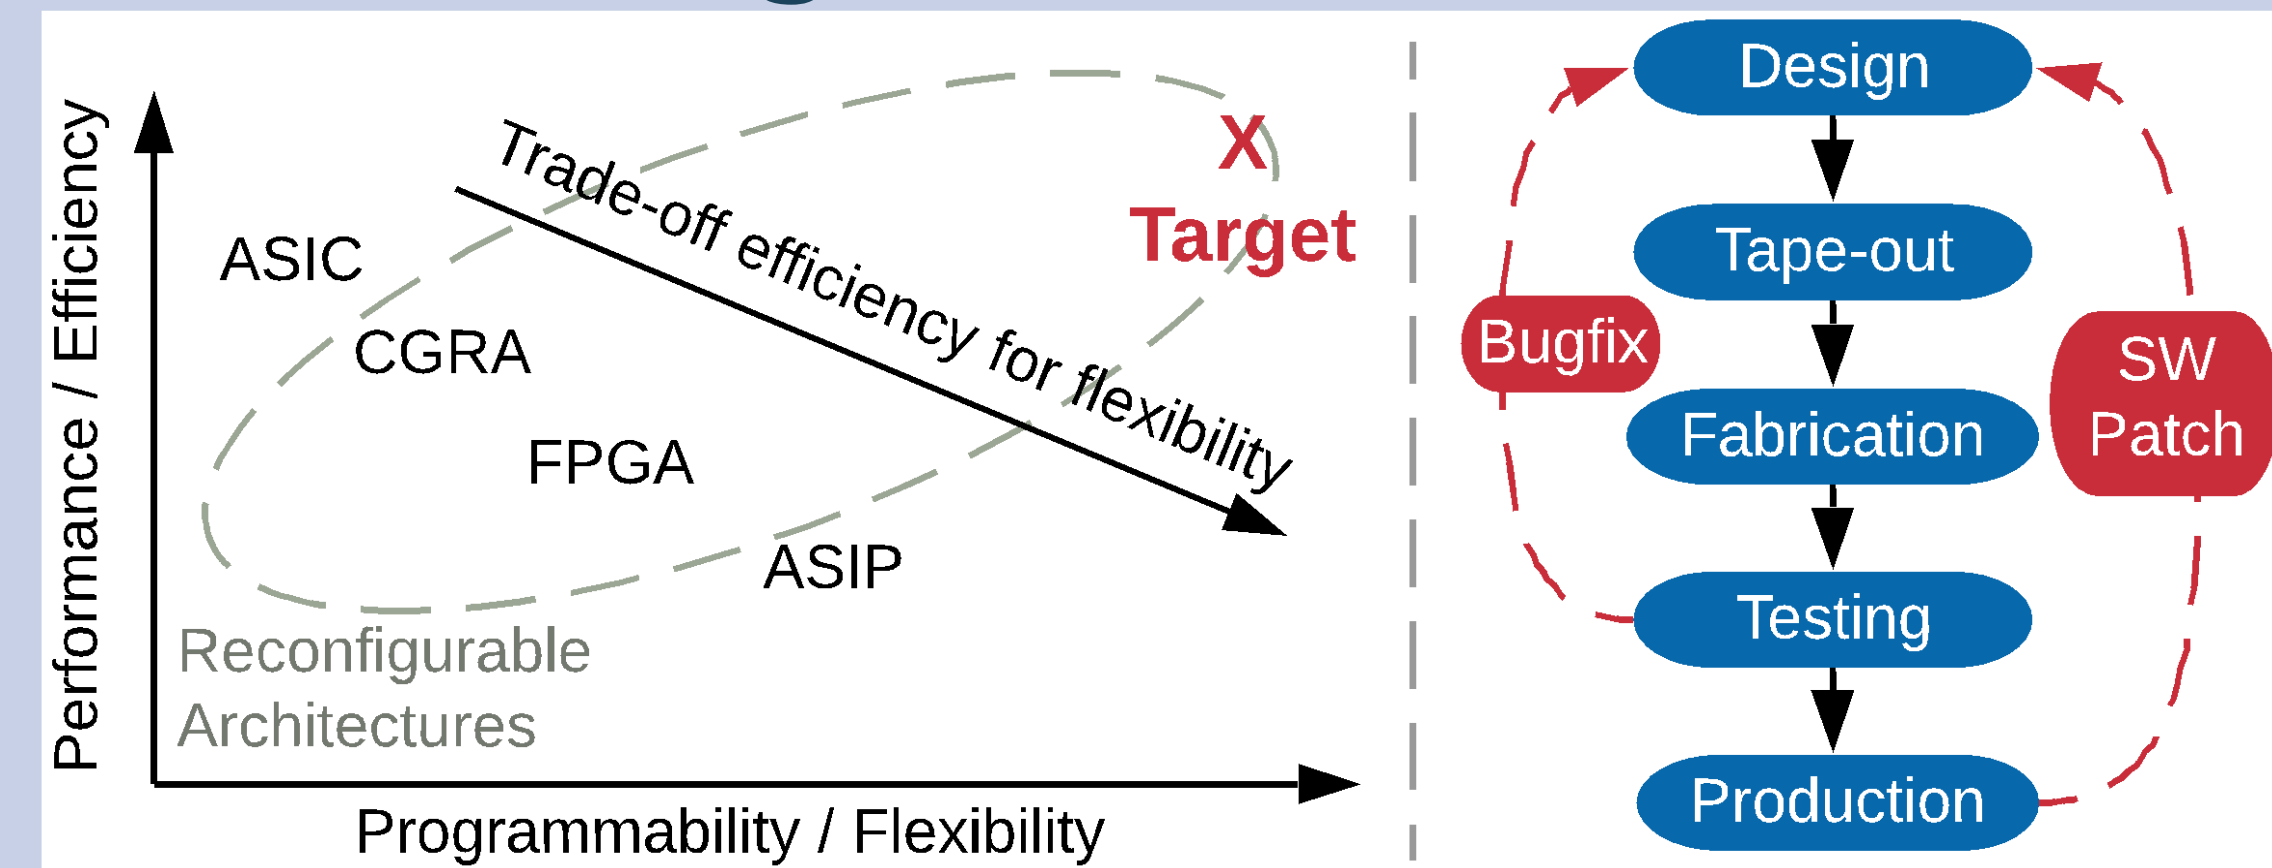 Performance / Efficiency
Trade-off efficiency for flexibility
X
Target
ASIC
CGRA
FPGA
ASIP
Reconfigurable
Architectures
Programmability / Flexibility
Design
Tape-out
Bugfix
SW
Patch
Fabrication
Testing
Production